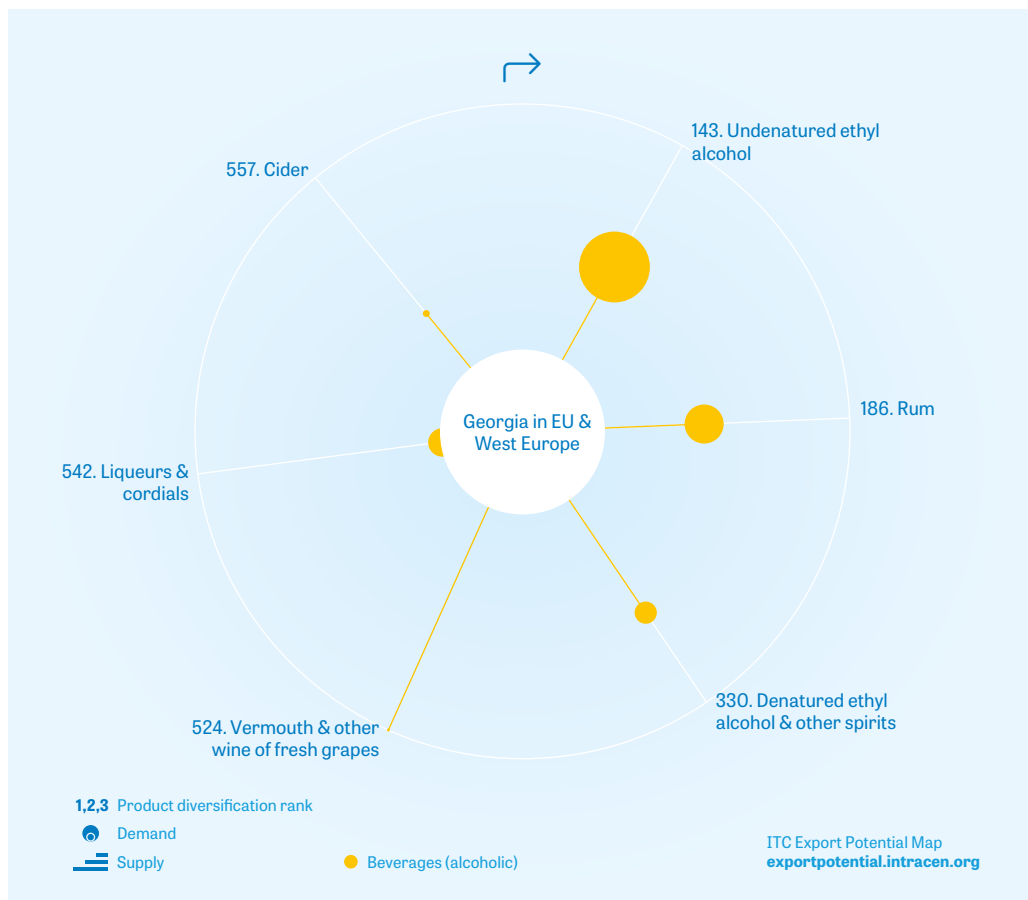 143. Undenatured ethyl
alcohol
557. Cider
186. Rum
Georgia in EU &
West Europe
542. Liqueurs &
cordials
330. Denatured ethyl
alcohol & other spirits
524. Vermouth & other
wine of fresh grapes
1,2,3 Product diversification rank
Demand
Supply
Beverages (alcoholic)
ITC Export Potential Map
exportpotential.intracen.org